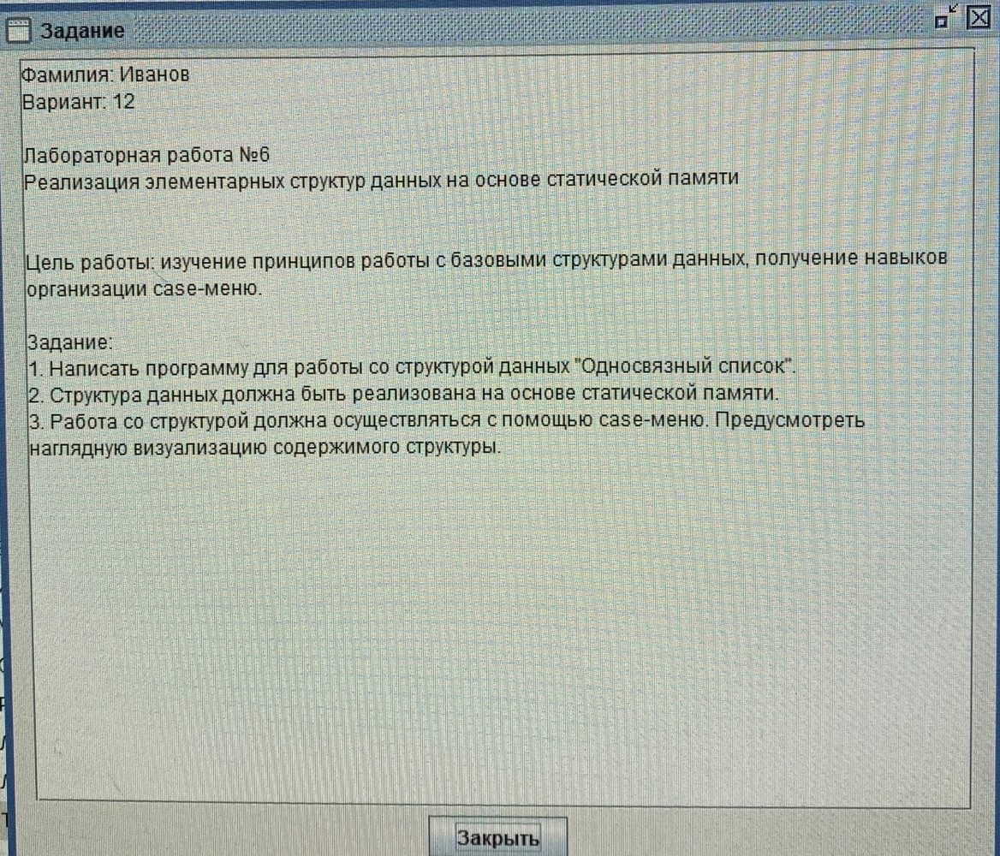 Задание
Фамилия: Иванов
Вариант: 12
Лабораторная работа №6
Реализация элементарных структур данных на основе статической памяти
Цель работы: изучение принципов работы с базовыми структурами данных, получение навыков
организации case-меню.
Задание:
1. Написать программу для работы со структурой данных "Односвязный список".
2. Структура данных должна быть реализована на основе статической памяти.
3. Работа со структурой должна осуществляться с помощью case-меню. Предусмотреть
наглядную визуализацию содержимого структуры.
Закрыть